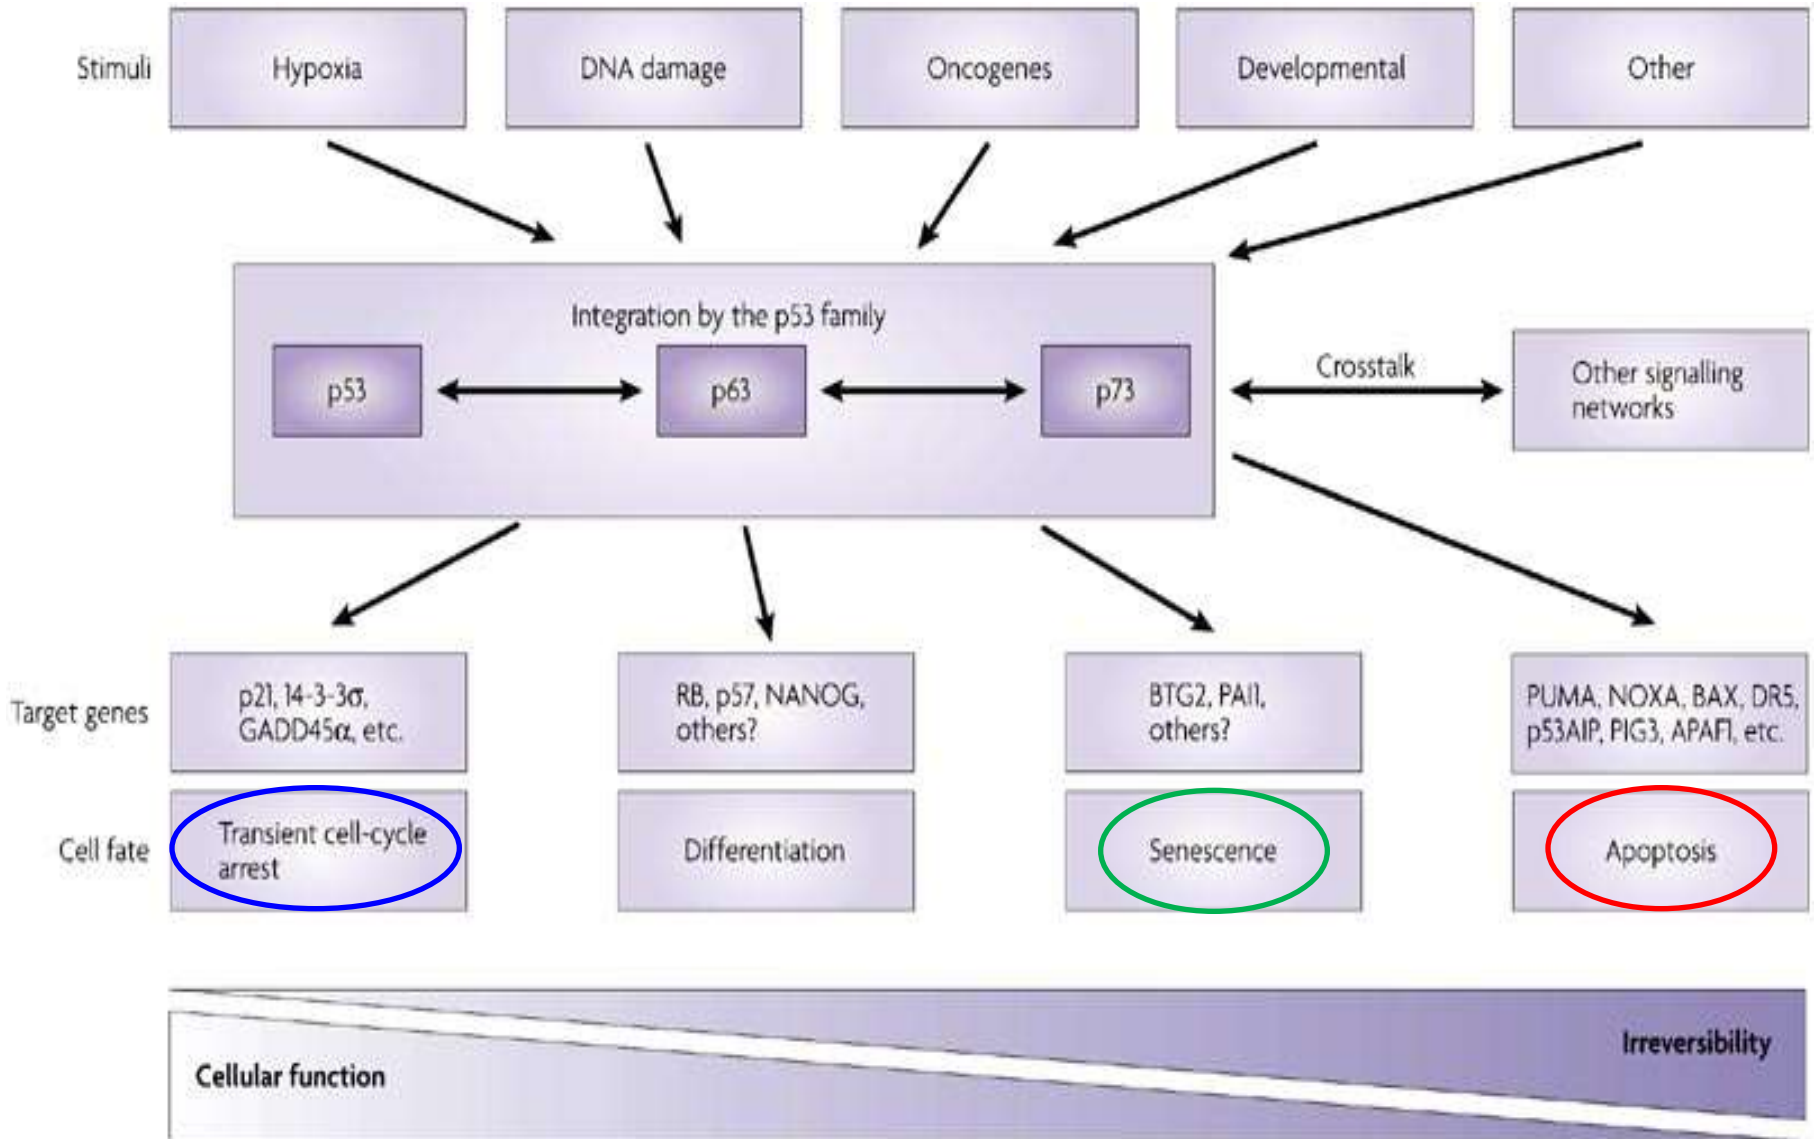 Stimuli
Hypoxia
DNA damage
Oncogenes
Developmental
Other
Integration by the p53 family
p53
p63
p73
Crosstalk
Other signalling
networks
Target genes
p21, 14-3-3σ,
GADD45α, etc.
RB, p57, NANOG,
others?
BTG2, PAI1,
others?
PUMA, NOXA, BAX, DR5,
p53AIP, PIG3, APAF1, etc.
Cell fate
Transient cell-cycle
arrest
Differentiation
Senescence
Apoptosis
Irreversibility
Cellular function